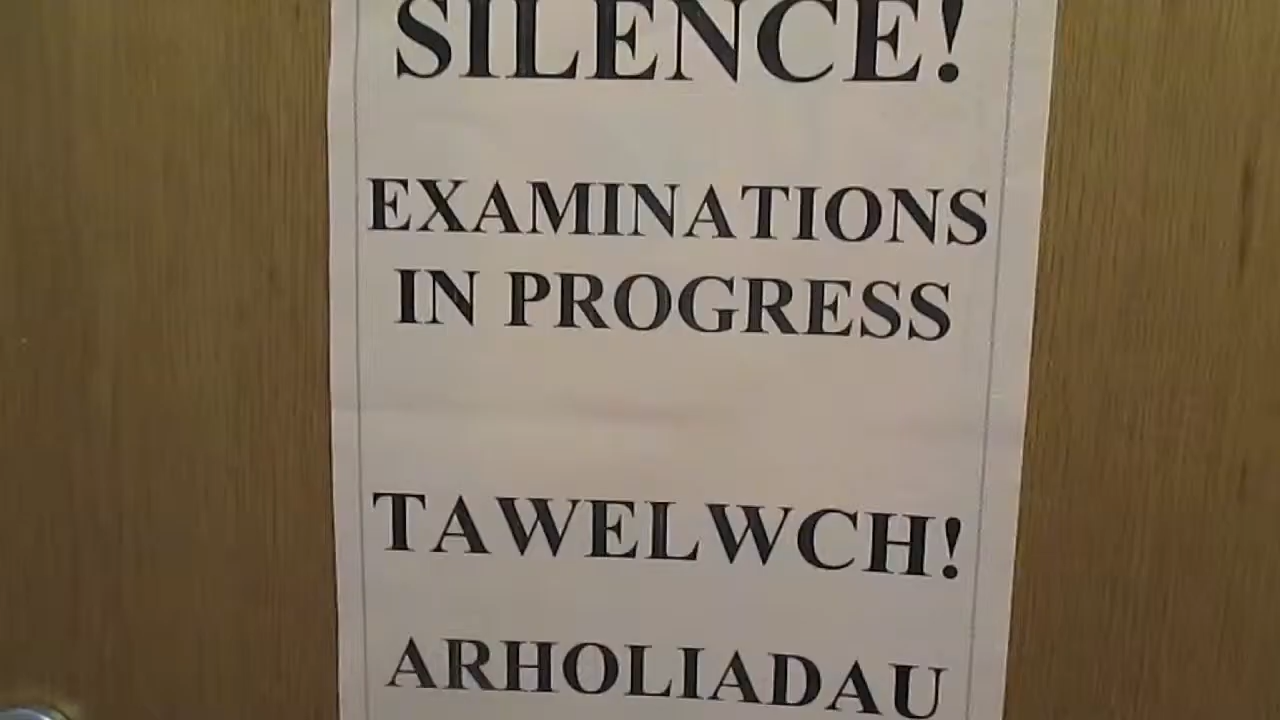 SILENCE!
EXAMINATIONS
IN PROGRESS
TAWELWCH!
ARHOLIADAU